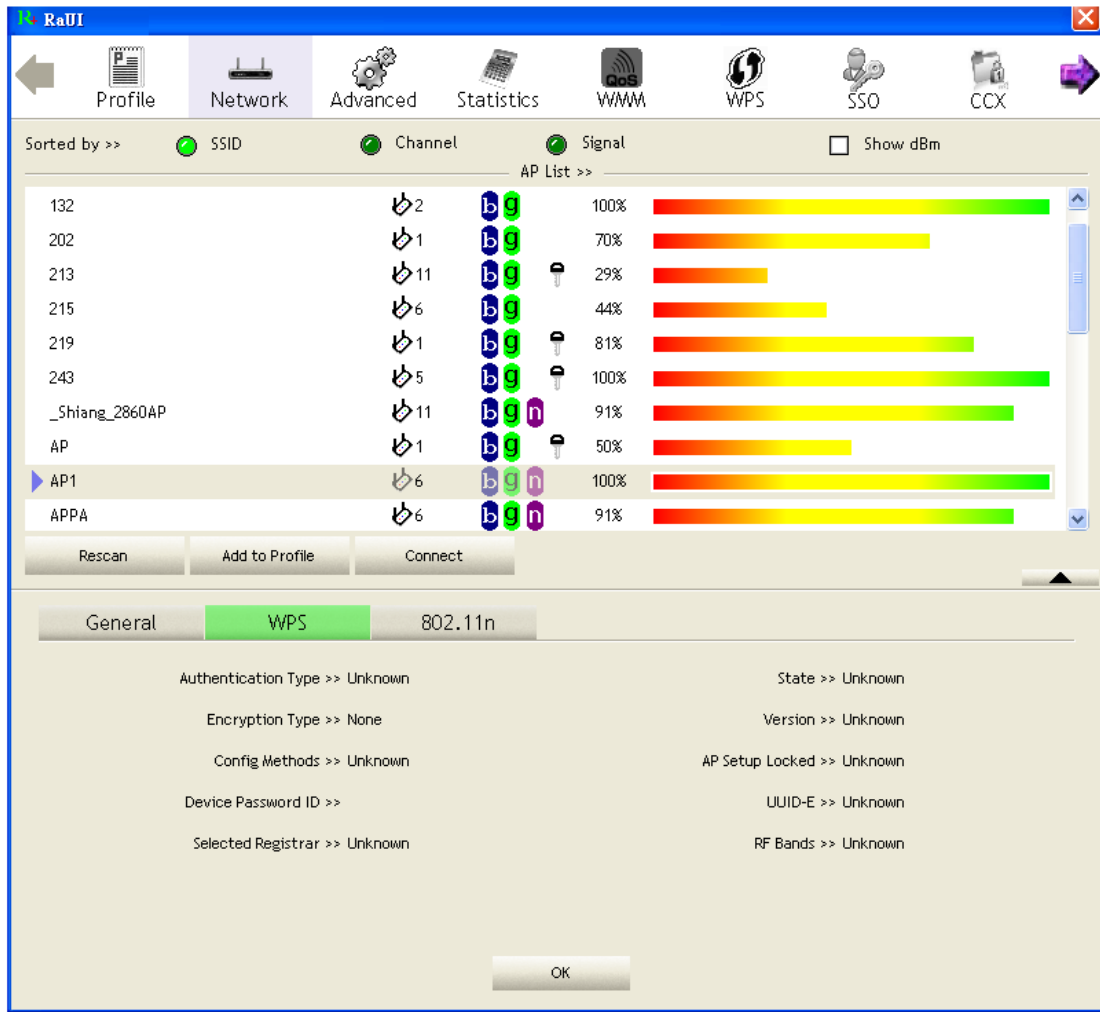 RaUI
Profile Network Advanced Statistics QoS WMM WPS SSO CCX
Sorted by >> SSID Channel Signal Show dBm
AP List >>
132 2 b g 100%
202 1 b g 70%
213 11 b g 29%
215 6 b g 44%
219 1 b g 81%
243 5 b g 100%
_Shiang_2860AP 11 b g n 91%
AP 1 b g 50%
AP1 6 b g n 100%
APPA 6 b g n 91%
Rescan Add to Profile Connect
General WPS 802.11n
Authentication Type >> Unknown State >> Unknown
Encryption Type >> None Version >> Unknown
Config Methods >> Unknown AP Setup Locked >> Unknown
Device Password ID >> UUID-E >> Unknown
Selected Registrar >> Unknown RF Bands >> Unknown
OK